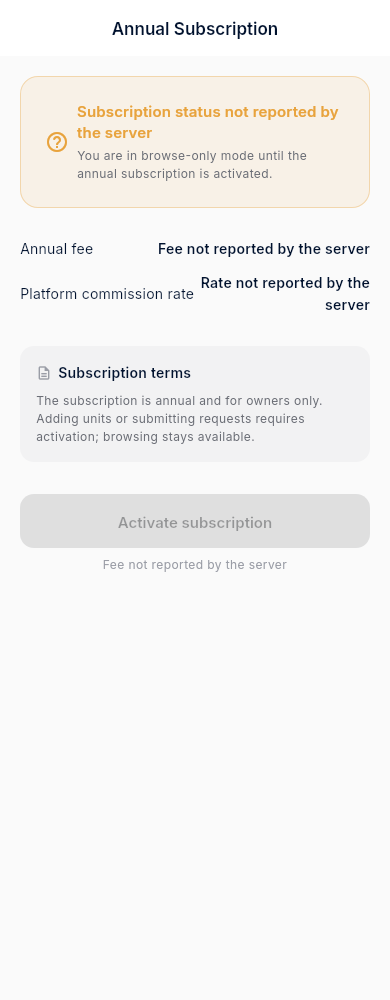 Annual Subscription
Subscription status not reported by
the server
You are in browse-only mode until the
annual subscription is activated.
Annual fee
Fee not reported by the server
Platform commission rate
Rate not reported by the
server
Subscription terms
The subscription is annual and for owners only.
Adding units or submitting requests requires
activation; browsing stays available.
Activate subscription
Fee not reported by the server